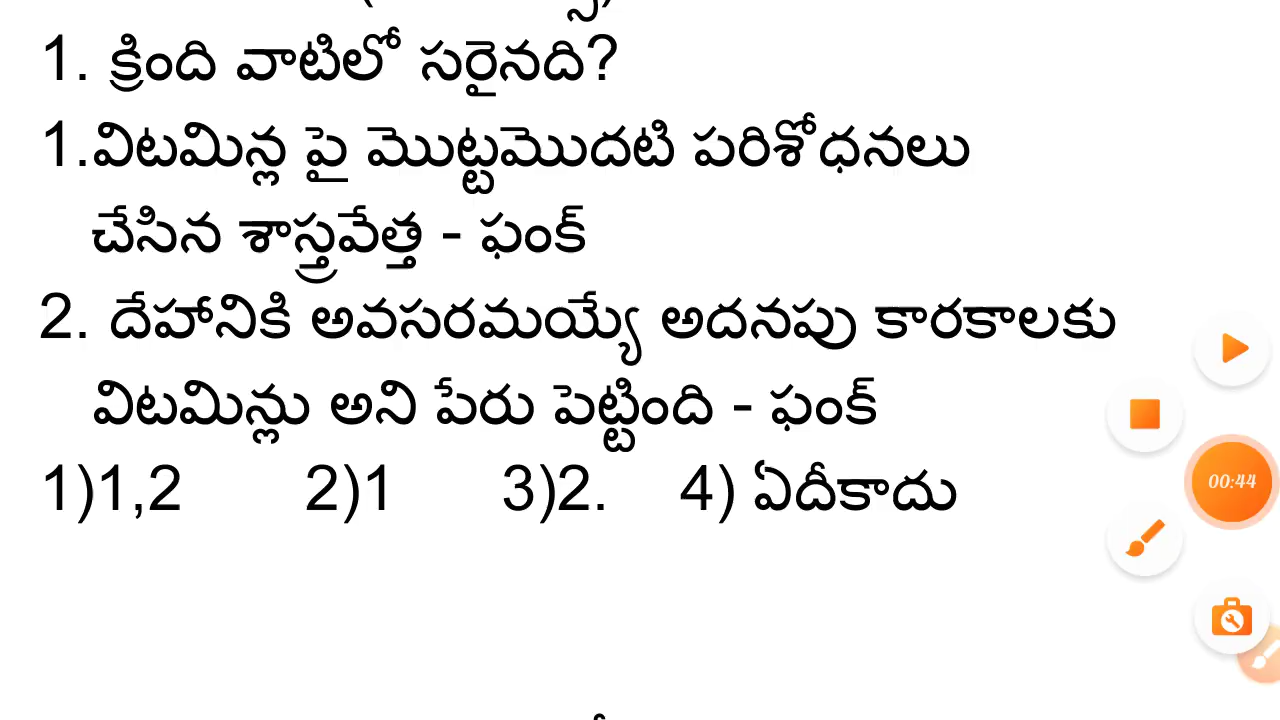 1. క్రింది వాటిలో సరైనది?
1.విటమిన్ల పై మొట్టమొదటి పరిశోధనలు
చేసిన శాస్త్రవేత్త - ఫంక్
2. దేహానికి అవసరమయ్యే అదనపు కారకాలకు
విటమిన్లు అని పేరు పెట్టింది - ఫంక్
1)1,2 2)1 3)2. 4) ఏదీకాదు
00:44